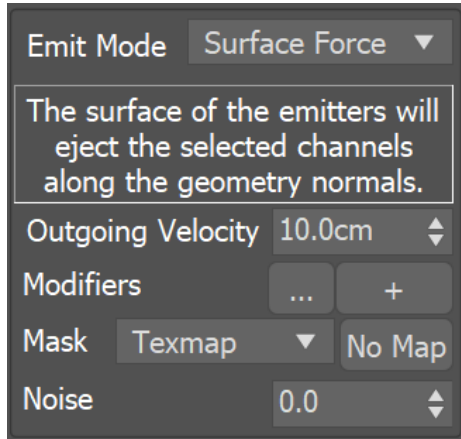 Emit Mode Surface Force
The surface of the emitters will
eject the selected channels
along the geometry normals.
Outgoing Velocity 10.0cm
Modifiers ... +
Mask Texmap No Map
Noise 0.0